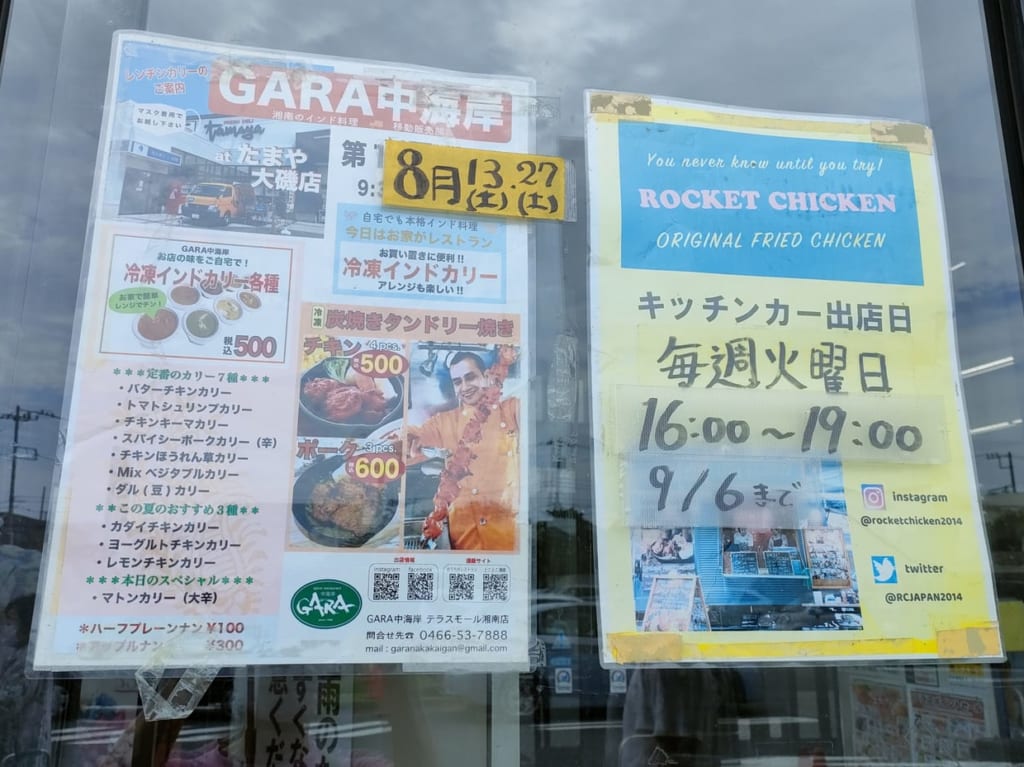 レンチンカリーの
ご案内
GARA中海岸
湘南のインド料理 移動販売
マスク着用で
お越し下さい
tamaya
at たまや
大磯店
第
9:3
8月13.27
(土)(土)
自宅でも本格インド料理
今日はお家がレストラン
お買い置きに便利!!
冷凍インドカリー
アレンジも楽しい!!
GARA中海岸
お店の味をご自宅で!
冷凍インドカリー各種
お家で簡単
レンジでチン!
税込500
***定番のカリー7種***
・バターチキンカリー
・トマトシュリンプカリー
・チキンキーマカリー
・スパイシーポークカリー(辛)
・チキンほうれん草カリー
・Mix ベジタブルカリー
・ダル(豆)カリー
**この夏のおすすめ3種**
・カダイチキンカリー
・ヨーグルトチキンカリー
・レモンチキンカリー
***本日のスペシャル***
・マトンカリー(大辛)
*ハーフプレーンナン ¥100
*アップルナン ¥300
冷凍 炭焼きタンドリー焼き
チキン 4pcs.
500
ポーク 3pcs.
600
出店情報
instagram facebook
GARA
GARA中海岸 テラスモール湘南店
問合せ先☎ 0466-53-7888
mail : garanakakaigan@gmail.com
You never know until you try!
ROCKET CHICKEN
ORIGINAL FRIED CHICKEN
キッチンカー出店日
毎週火曜日
16:00～19:00
9/6まで
instagram
@rocketchicken2014
twitter
@RCJAPAN2014